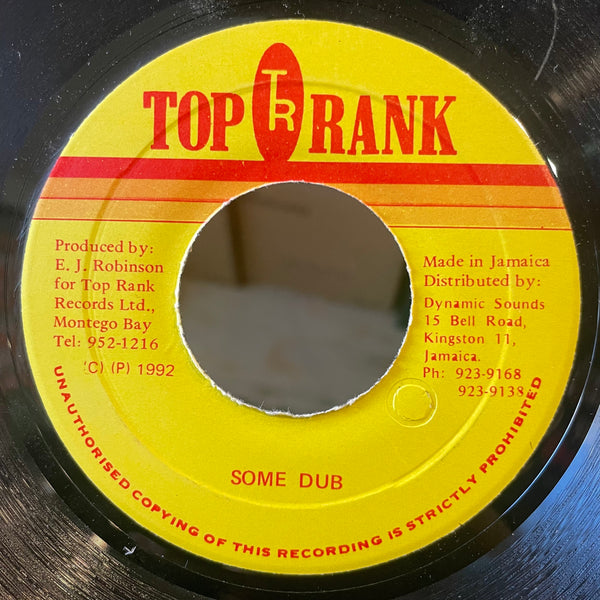 TOP TR RANK
Produced by:
E. J. Robinson
for Top Rank
Records Ltd.,
Montego Bay
Tel: 952-1216
(C) (P) 1992
Made in Jamaica
Distributed by:
Dynamic Sounds
15 Bell Road,
Kingston 11,
Jamaica.
Ph: 923-9168
923-9138
SOME DUB
UNAUTHORISED COPYING OF THIS RECORDING IS STRICTLY PROHIBITED